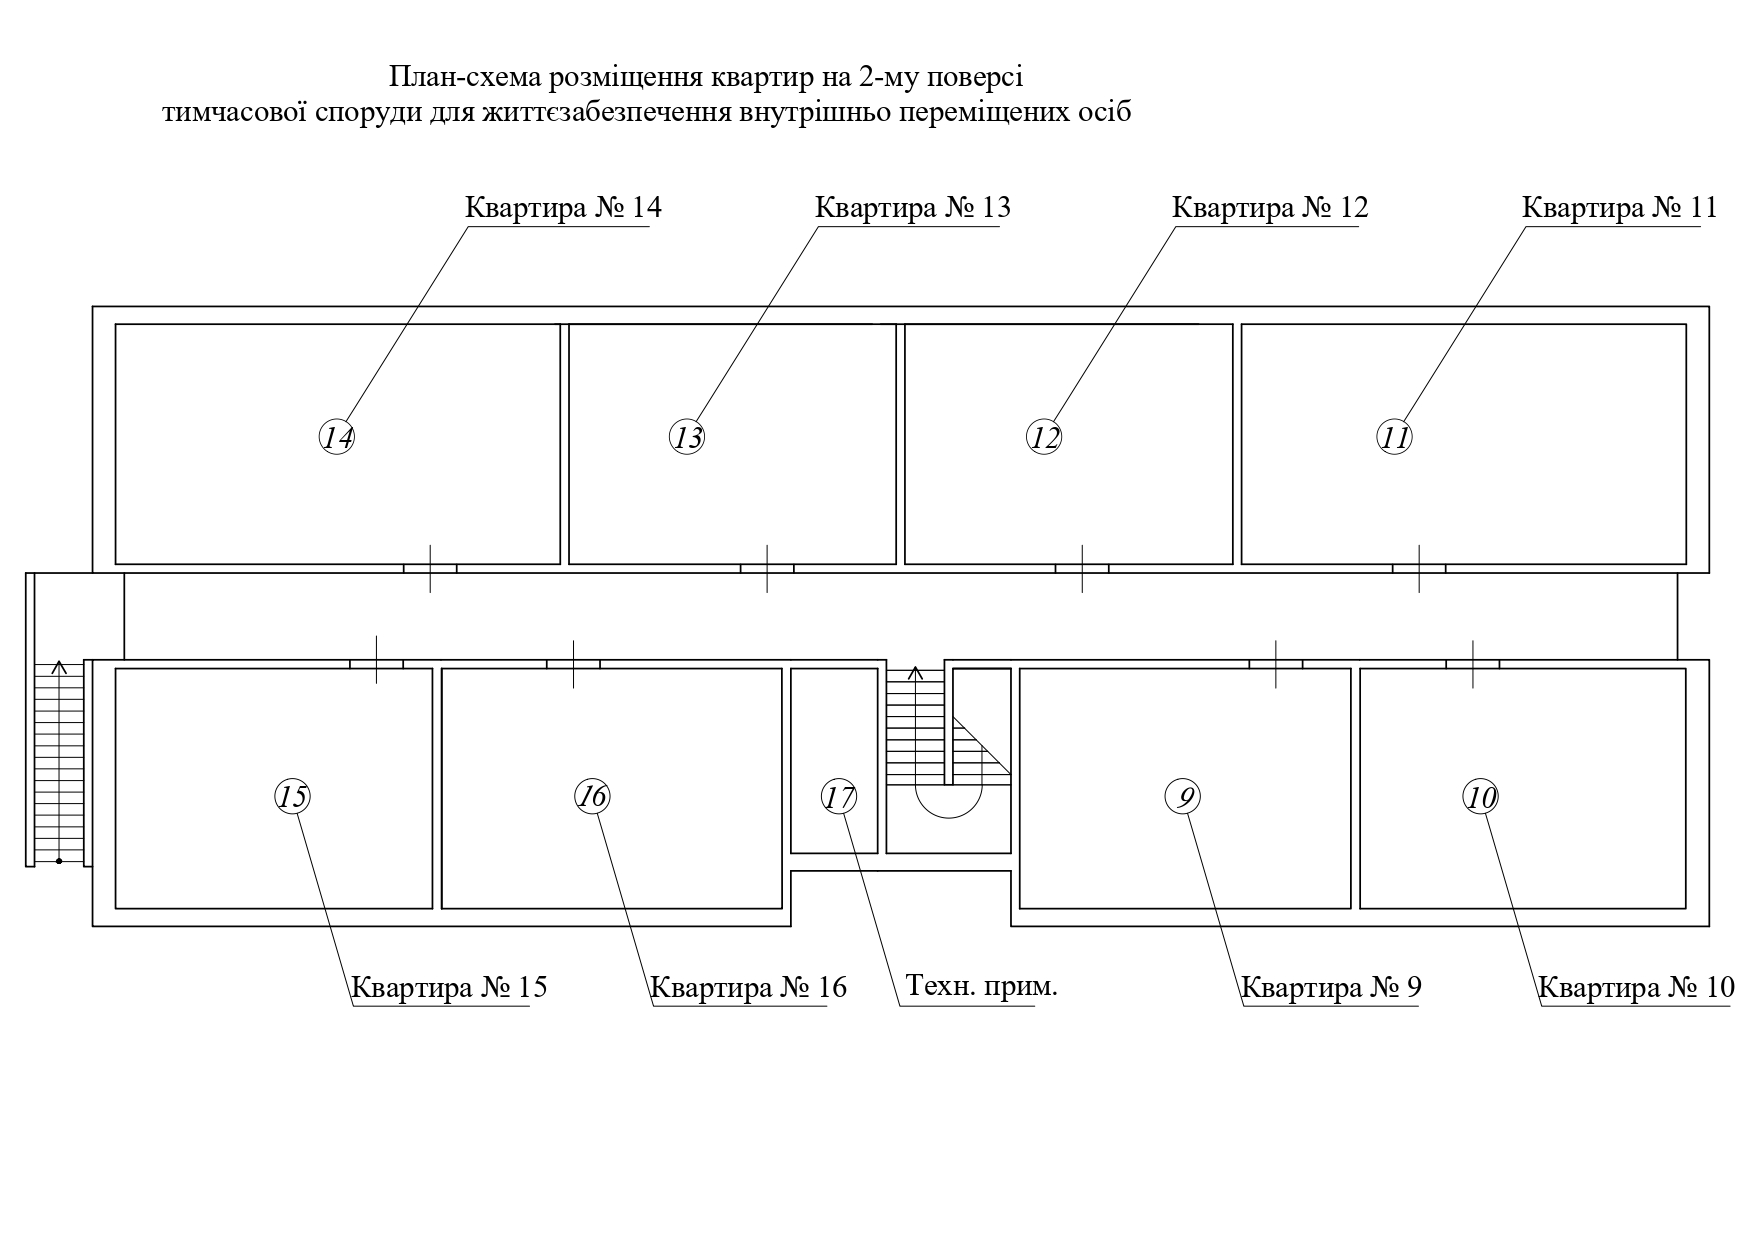 План-схема розміщення квартир на 2-му поверсі
тимчасової споруди для життєзабезпечення внутрішньо переміщених осіб
Квартира № 14
Квартира № 13
Квартира № 12
Квартира № 11
14
13
12
11
15
16
17
9
10
Квартира № 15
Квартира № 16
Техн. прим.
Квартира № 9
Квартира № 10